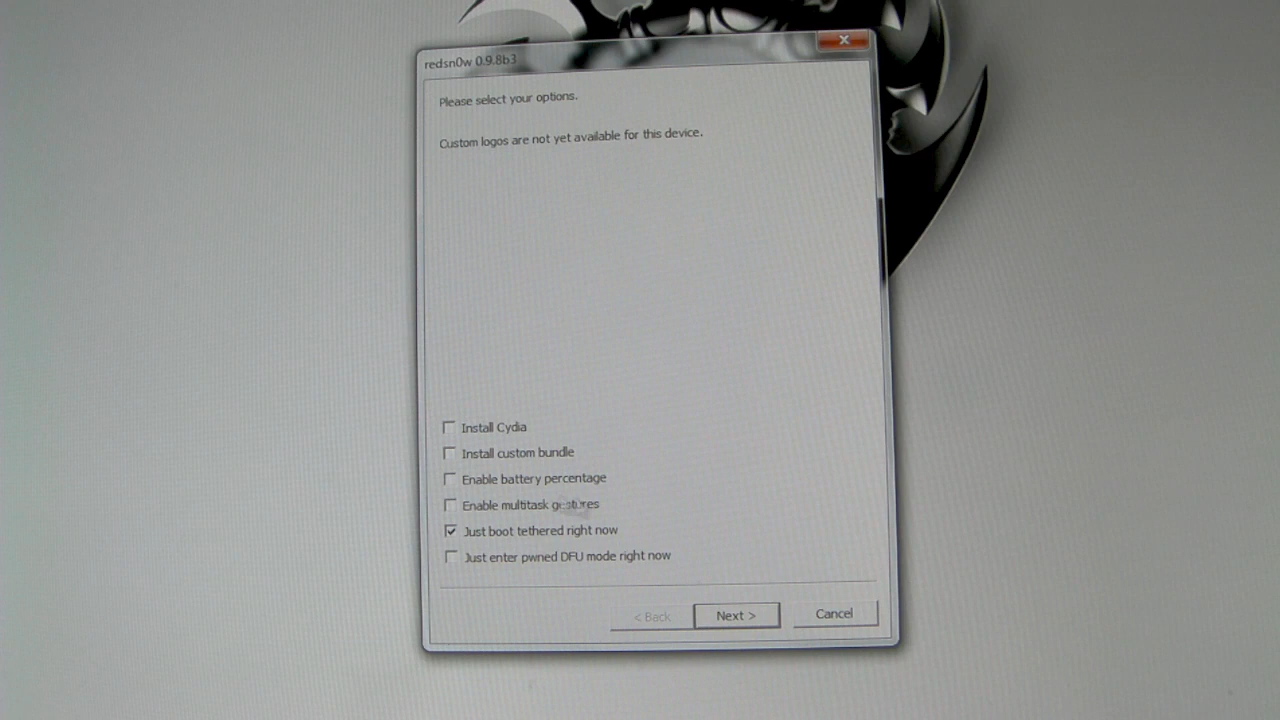 redsn0w 0.9.8b3
Please select your options.
Custom logos are not yet available for this device.
Install Cydia
Install custom bundle
Enable battery percentage
Enable multitask gestures
Just boot tethered right now
Just enter pwned DFU mode right now
< Back Next > Cancel